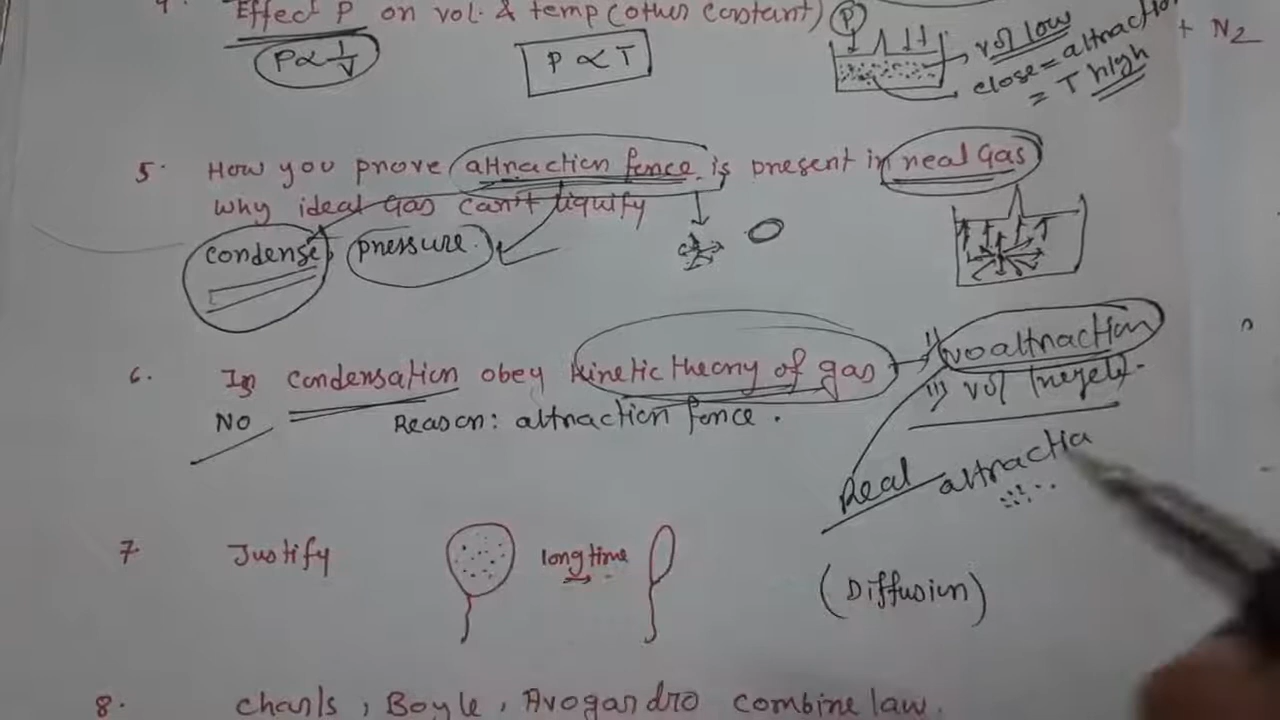 Effect P on vol. & temp (other constant) P
P ∝ 1/V
P ∝ T
vol low
close = attraction
= T high
+ N2
5. How you prove attraction force is present in real Gas
why ideal Gas can't liquify
condense, pressure.
6. In condensation obey kinetic theory of gas
No Reason: attraction force.
i) no attraction
ii) vol
Real attractio
7. Justify long time
(Diffusion)
8. Charls, Boyle, Avogandro combine law.